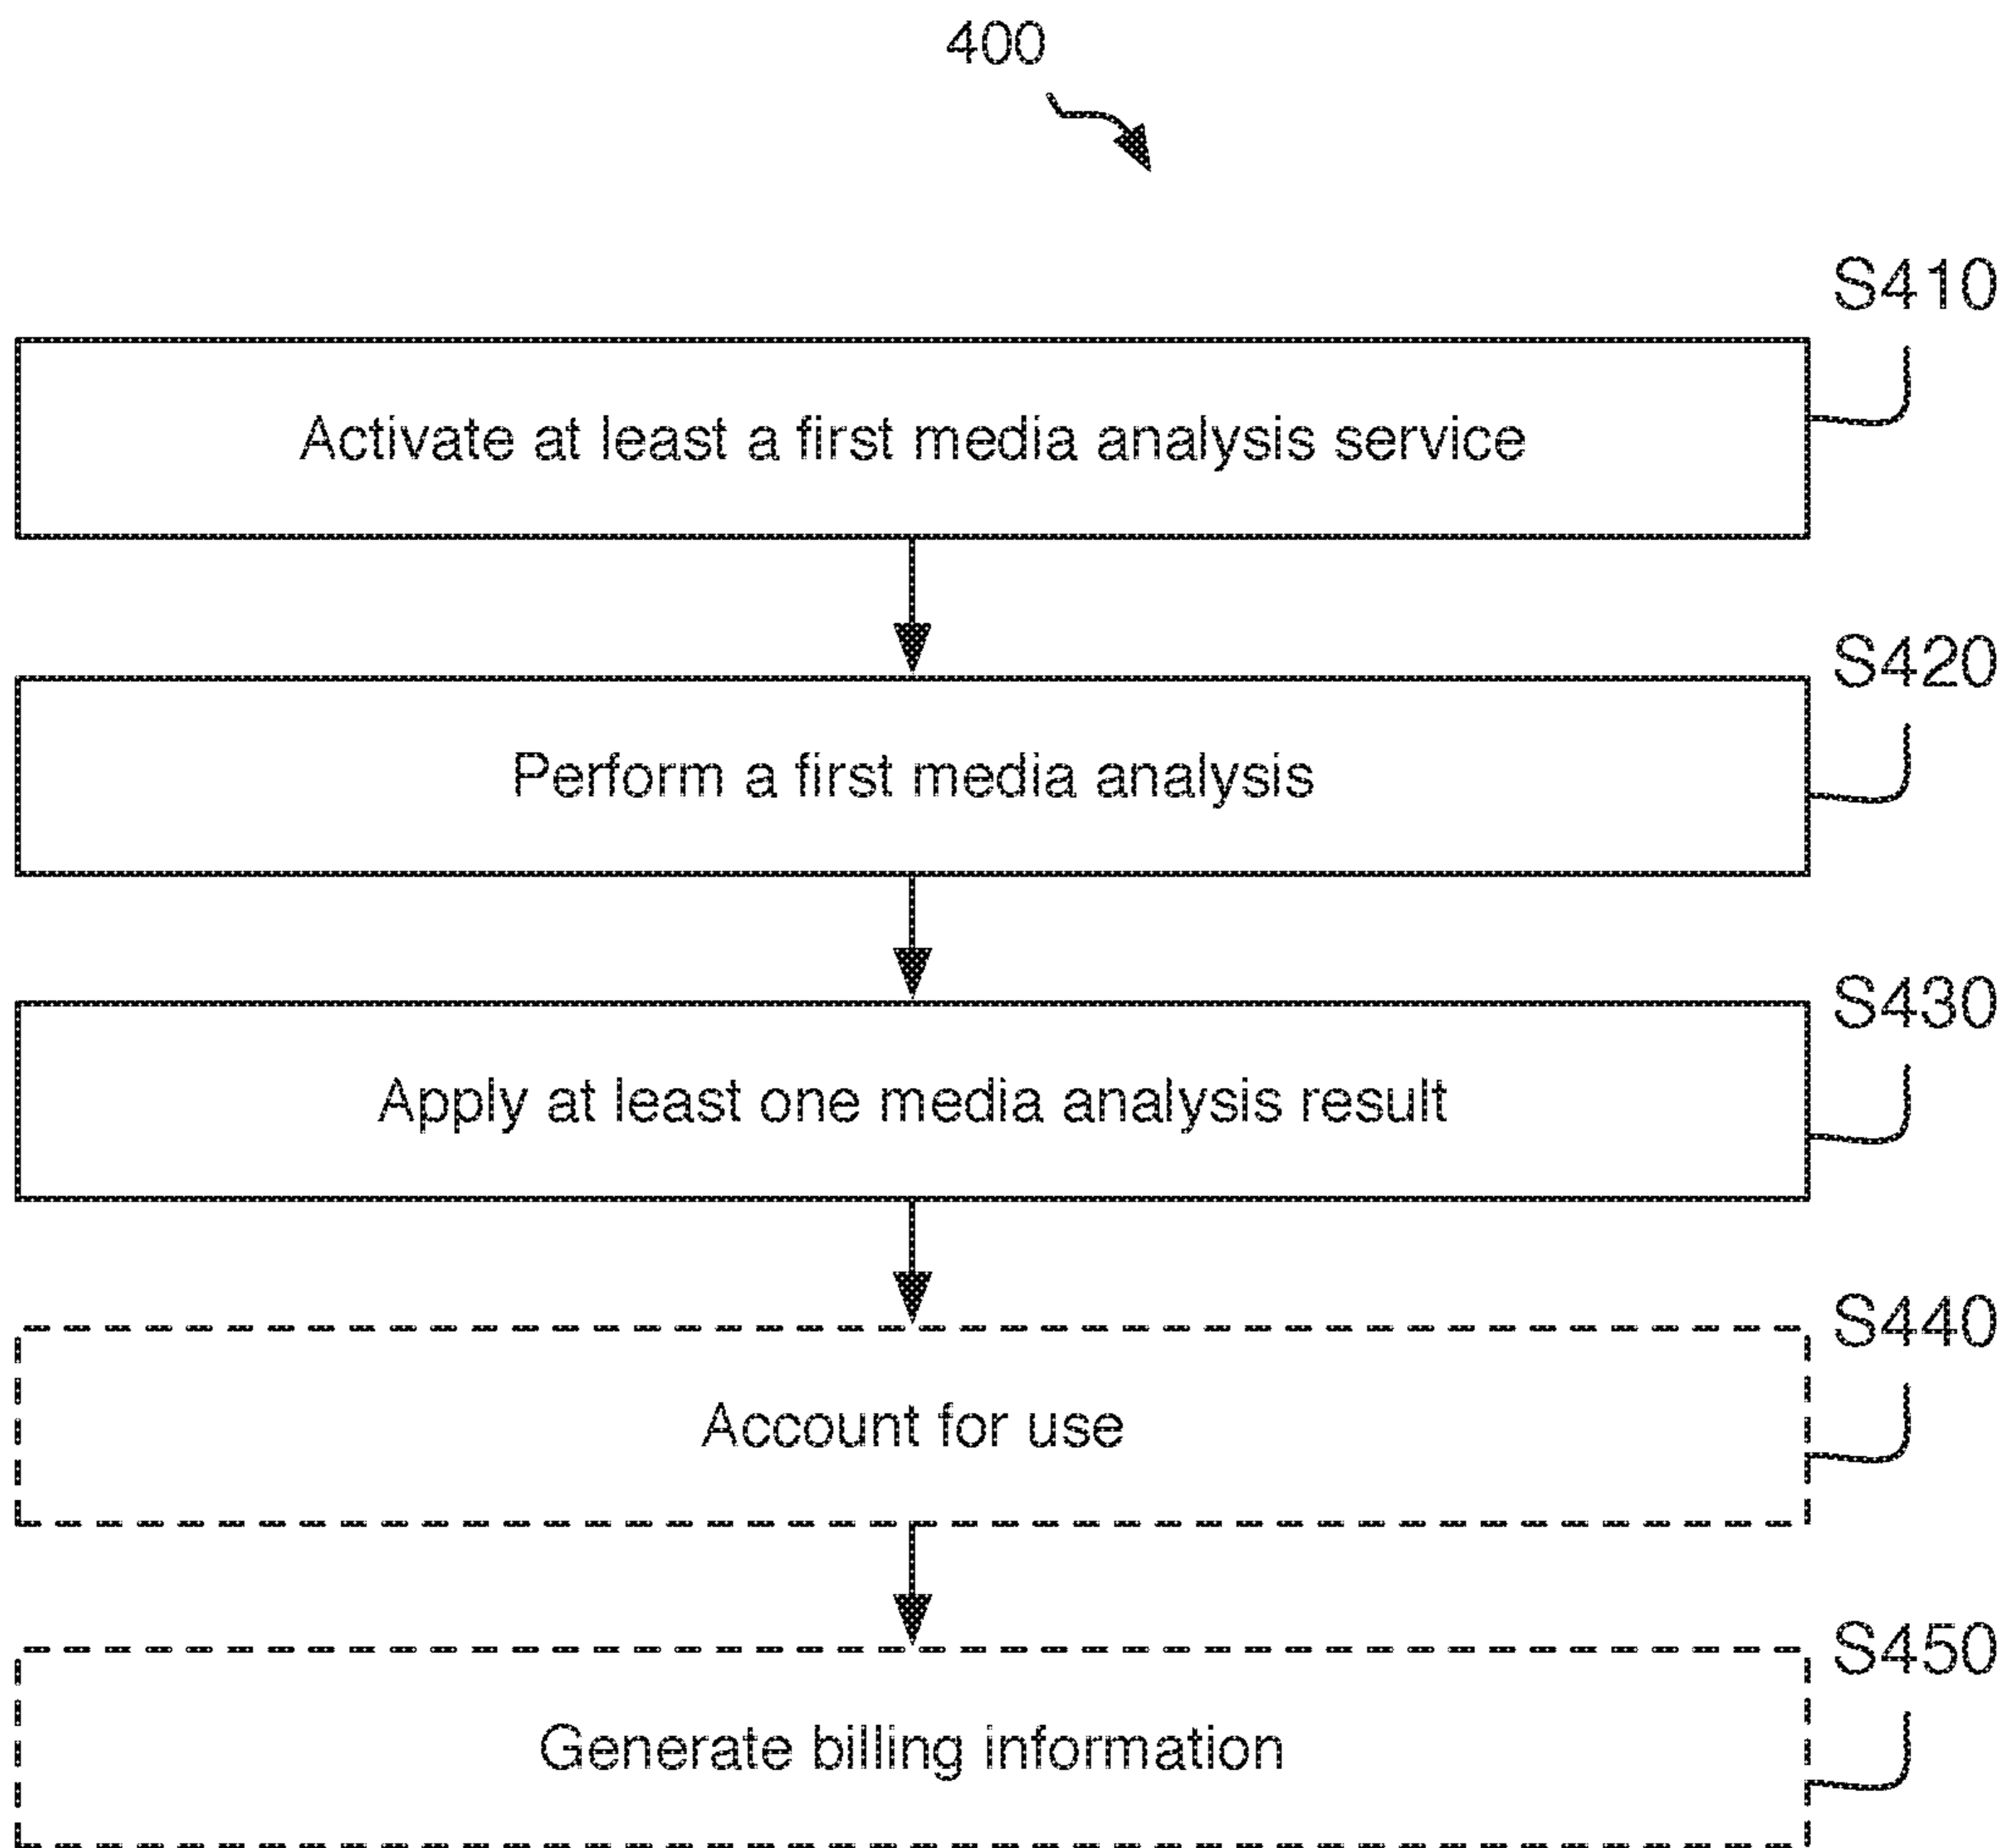 400
S410
Activate at least a first media analysis service
S420
Perform a first media analysis
S430
Apply at least one media analysis result
S440
Account for use
S450
Generate billing information